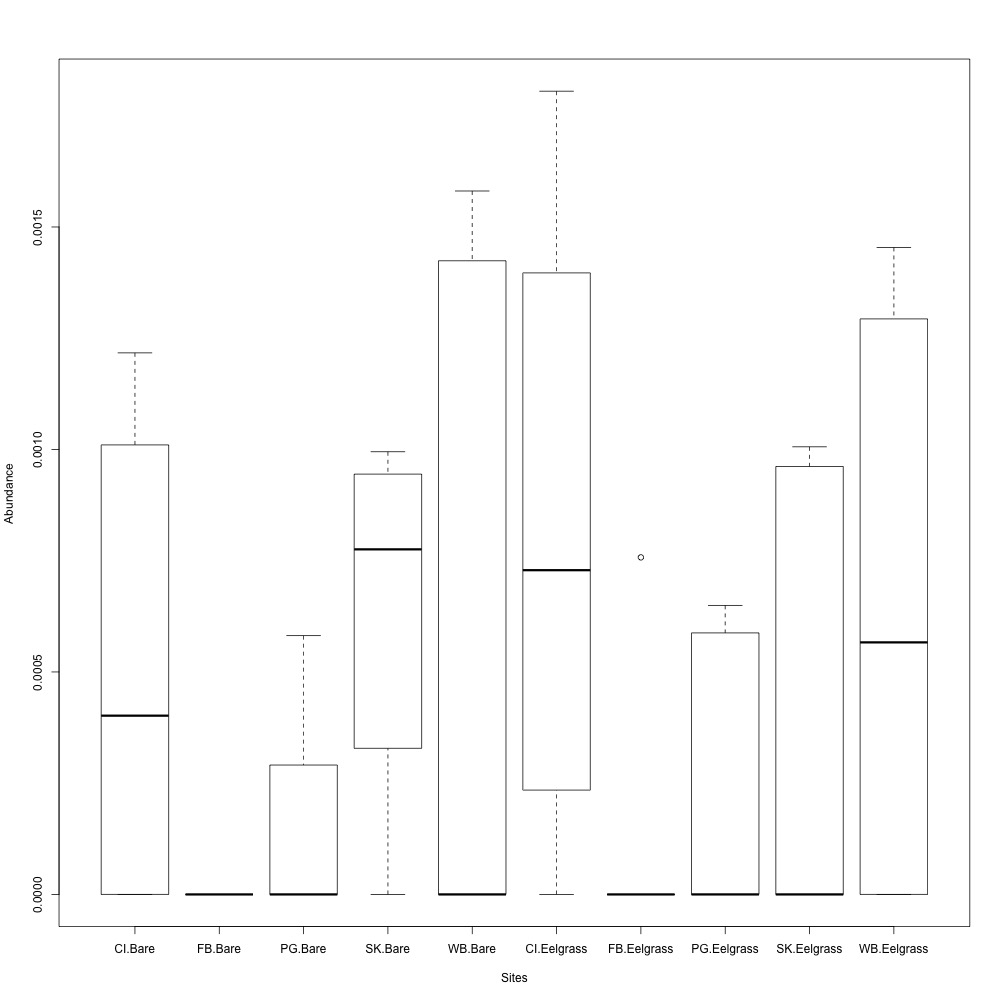 Abundance
0.0015
0.0010
0.0005
0.0000
CI.Bare FB.Bare PG.Bare SK.Bare WB.Bare CI.Eelgrass FB.Eelgrass PG.Eelgrass SK.Eelgrass WB.Eelgrass
Sites